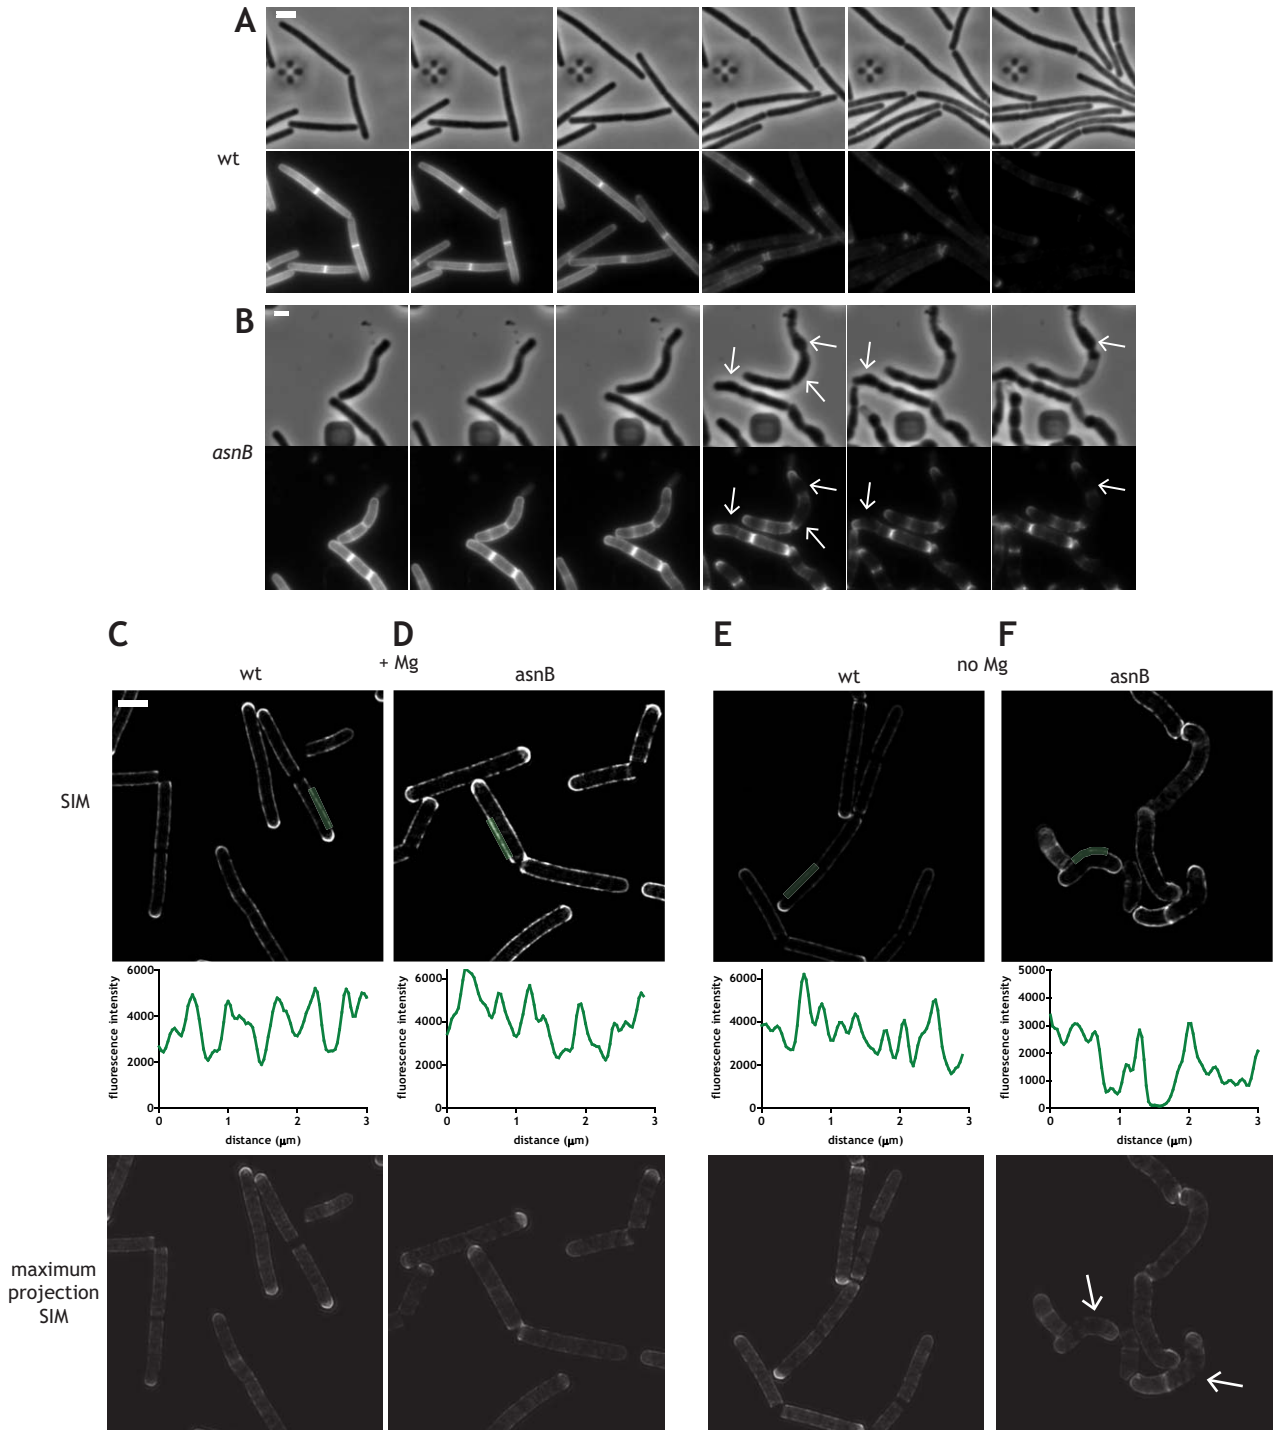 A
wt
B
asnB
C
D
E
F
+ Mg
no Mg
wt
asnB
wt
asnB
SIM
fluorescence intensity
6000
4000
2000
0
0 1 2 3
distance (μm)
fluorescence intensity
6000
4000
2000
0
0 1 2 3
distance (μm)
fluorescence intensity
6000
4000
2000
0
0 1 2 3
distance (μm)
fluorescence intensity
5000
4000
3000
2000
1000
0
0 1 2 3
distance (μm)
maximum
projection
SIM